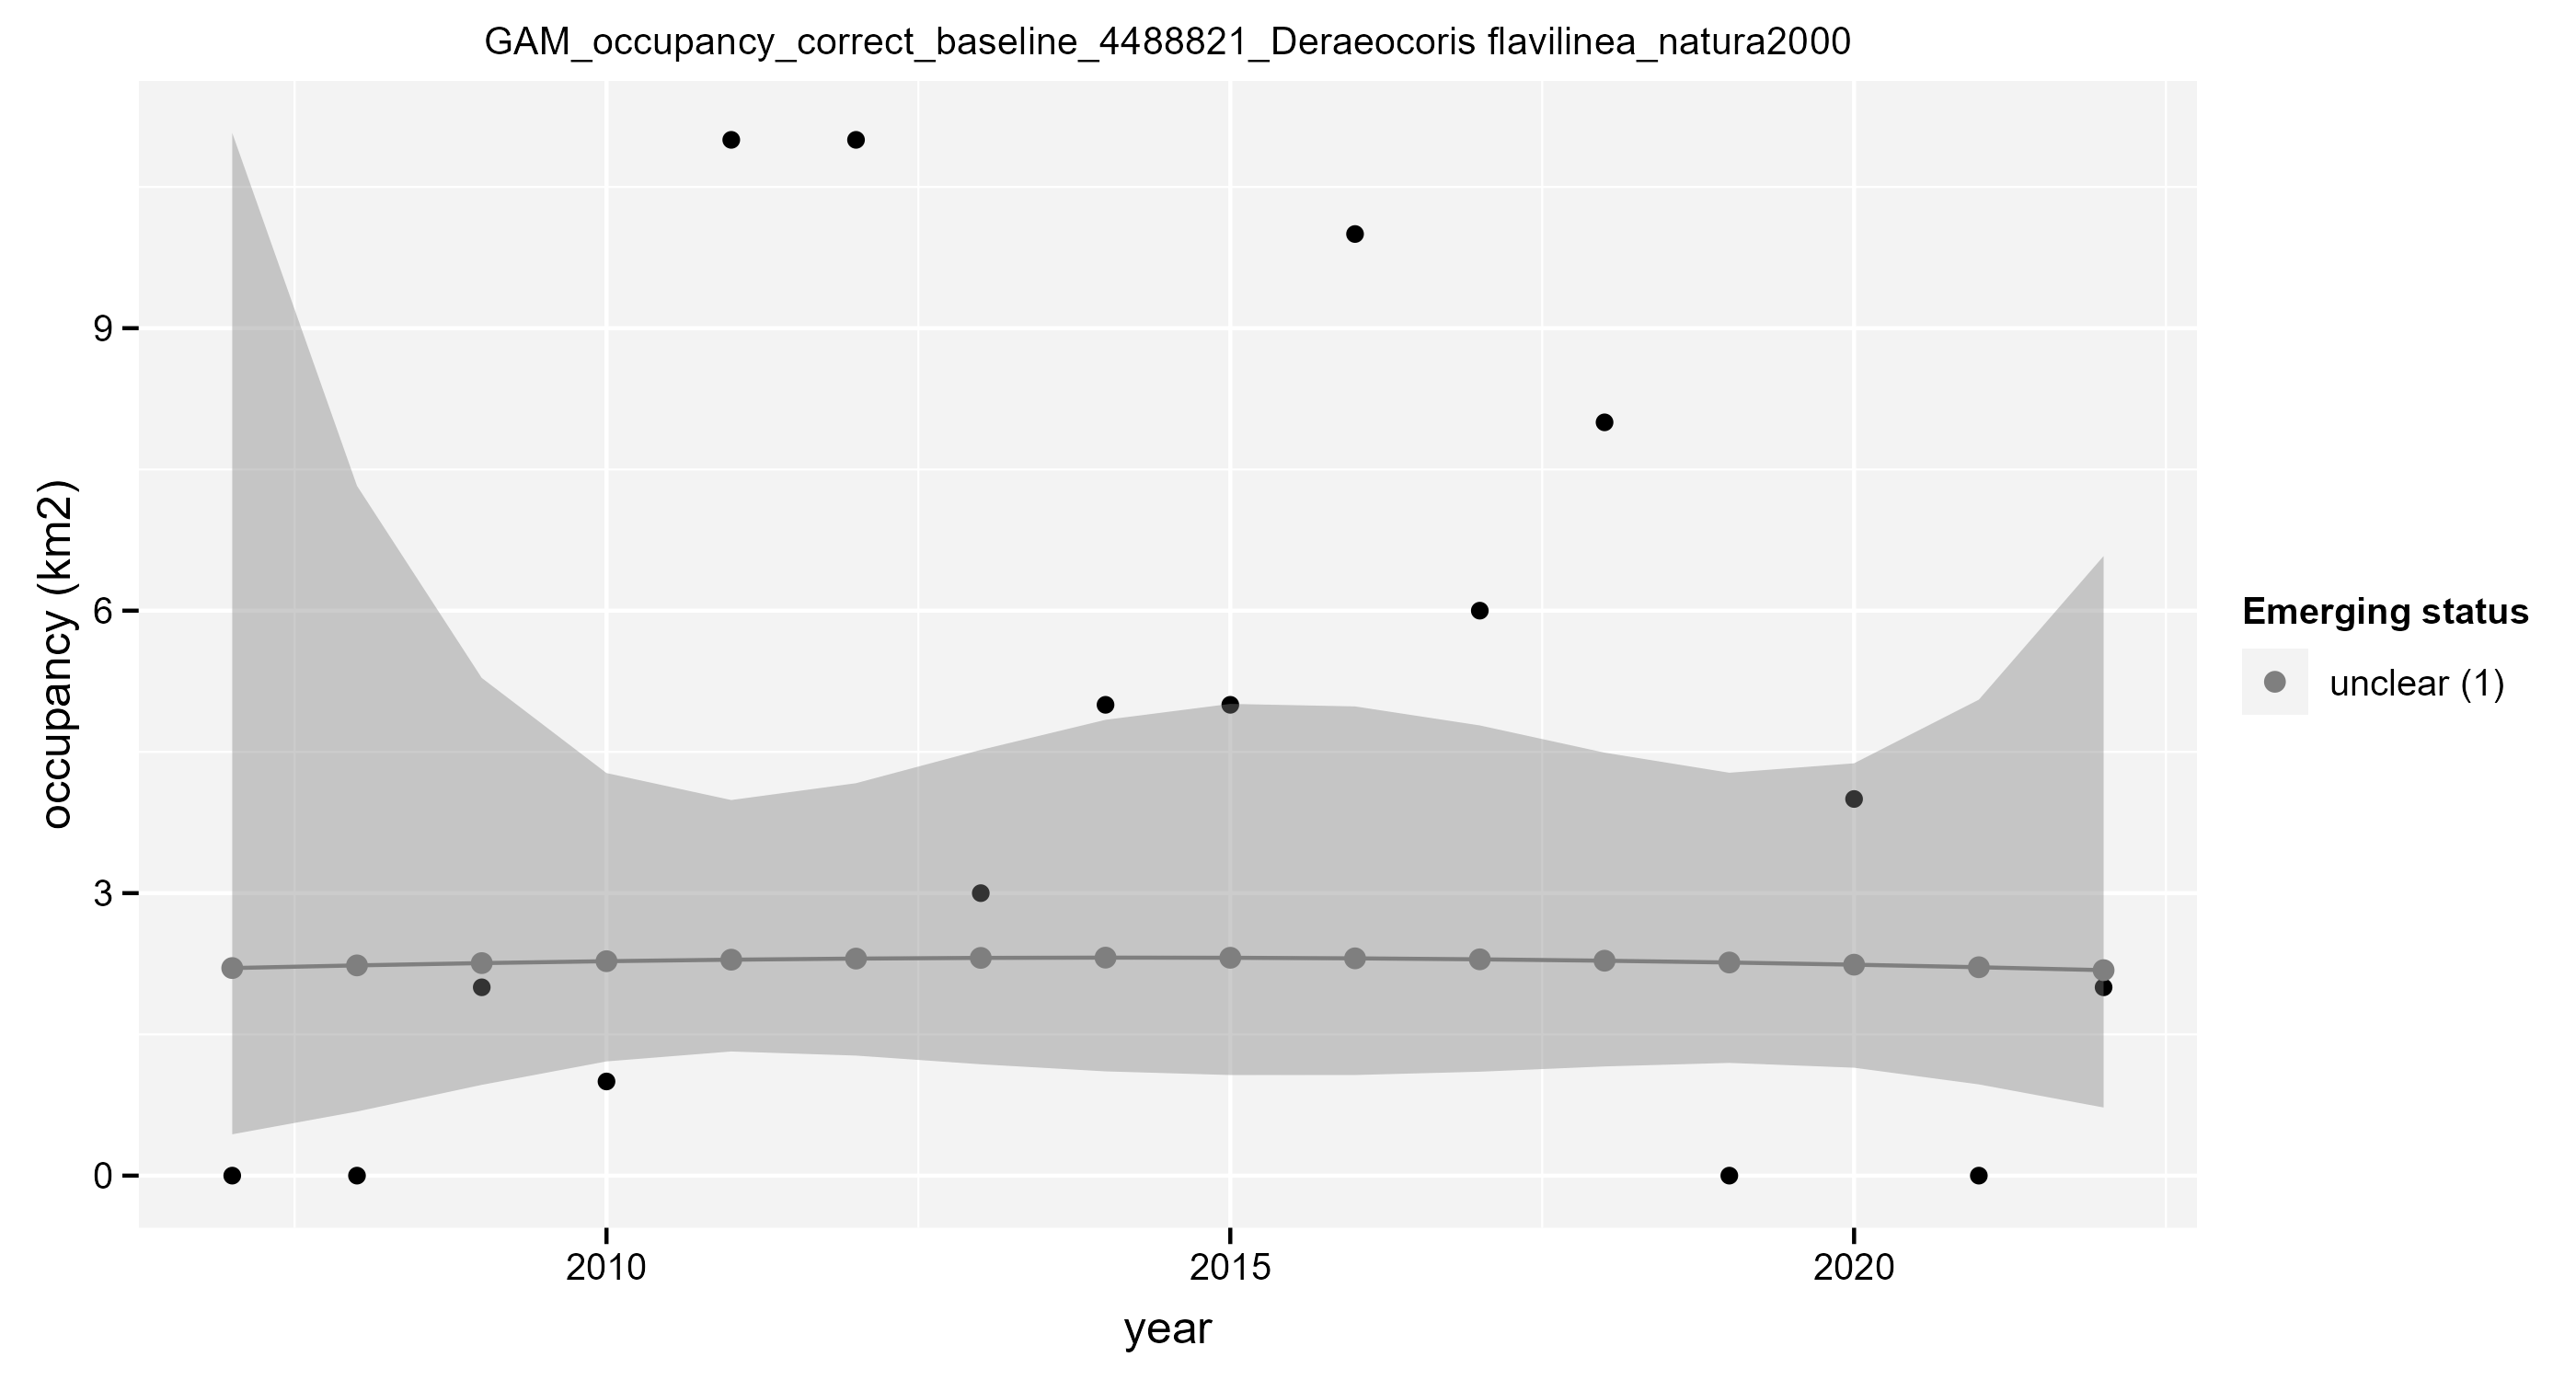 GAM_occupancy_correct_baseline_4488821_Deraeocoris flavilinea_natura2000
occupancy (km2)
9
6
3
0
2010
2015
2020
year
Emerging status
unclear (1)